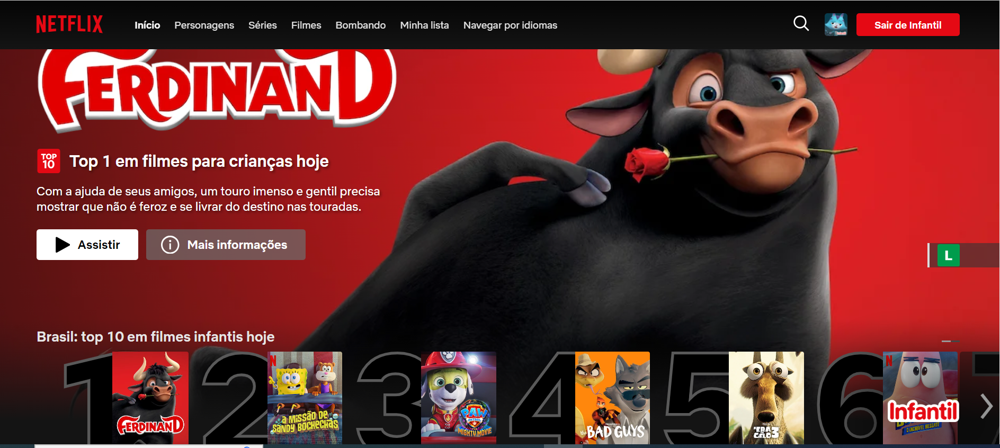 NETFLIX
Início Personagens Séries Filmes Bombando Minha lista Navegar por idiomas
Infantil
Sair de Infantil
FERDINAND
TOP
10
Top 1 em filmes para crianças hoje
Com a ajuda de seus amigos, um touro imenso e gentil precisa
mostrar que não é feroz e se livrar do destino nas touradas.
Assistir
Mais informações
L
Brasil: top 10 em filmes infantis hoje
1
FERDINAND
2
N
A MISSÃO DE
SANDY BOCHECHAS
3
PAW
PATROL
THE
MIGHTY MOVIE
4
the BAD GUYS
5
A ERA
DO
GELO 3
6
N
Infantil
O INCRÍVEL RESGATE
7